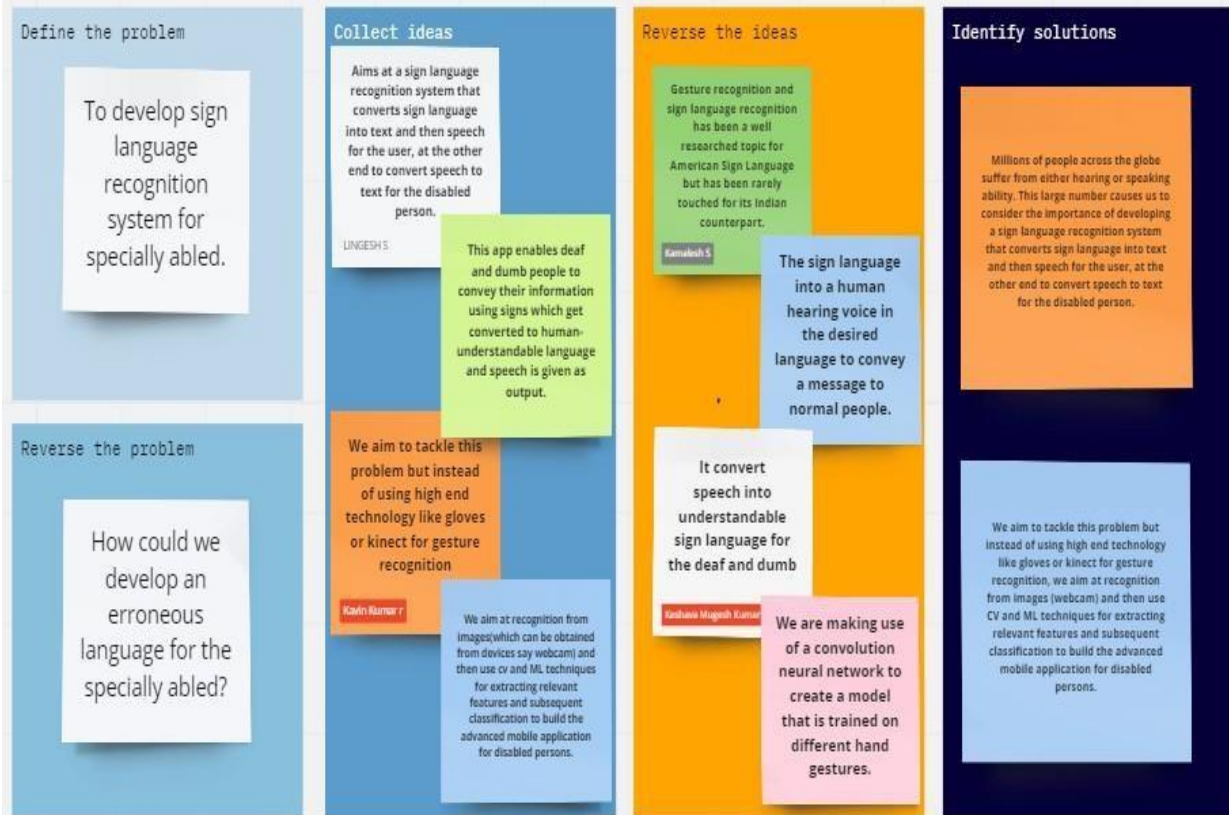 Define the problem
To develop sign
language
recognition
system for
specially abled.
Reverse the problem
How could we
develop an
erroneous
language for the
specially abled?
Collect ideas
Aims at a sign language
recognition system that
converts sign language
into text and then speech
for the user, at the other
end to convert speech to
text for the disabled
person.
LINGESH S
This app enables deaf
and dumb people to
convey their information
using signs which get
converted to human-
understandable language
and speech is given as
output.
We aim to tackle this
problem but instead
of using high end
technology like gloves
or kinect for gesture
recognition
Kavin Kumar r
We aim at recognition from
images(which can be obtained
from devices say webcam) and
then use cv and ML techniques
for extracting relevant
features and subsequent
classification to build the
advanced mobile application
for disabled persons.
Reverse the ideas
Gesture recognition and
sign language recognition
has been a well
researched topic for
American Sign Language
but has been rarely
touched for its Indian
counterpart.
Kamalesh S
The sign language
into a human
hearing voice in
the desired
language to convey
a message to
normal people.
It convert
speech into
understandable
sign language for
the deaf and dumb
Keshava Mugesh Kumar
We are making use
of a convolution
neural network to
create a model
that is trained on
different hand
gestures.
Identify solutions
Millions of people across the globe
suffer from either hearing or speaking
ability. This large number causes us to
consider the importance of developing
a sign language recognition system
that converts sign language into text
and then speech for the user, at the
other end to convert speech to text
for the disabled person.
We aim to tackle this problem but
instead of using high end technology
like gloves or kinect for gesture
recognition, we aim at recognition
from images (webcam) and then use
CV and ML techniques for extracting
relevant features and subsequent
classification to build the advanced
mobile application for disabled
persons.